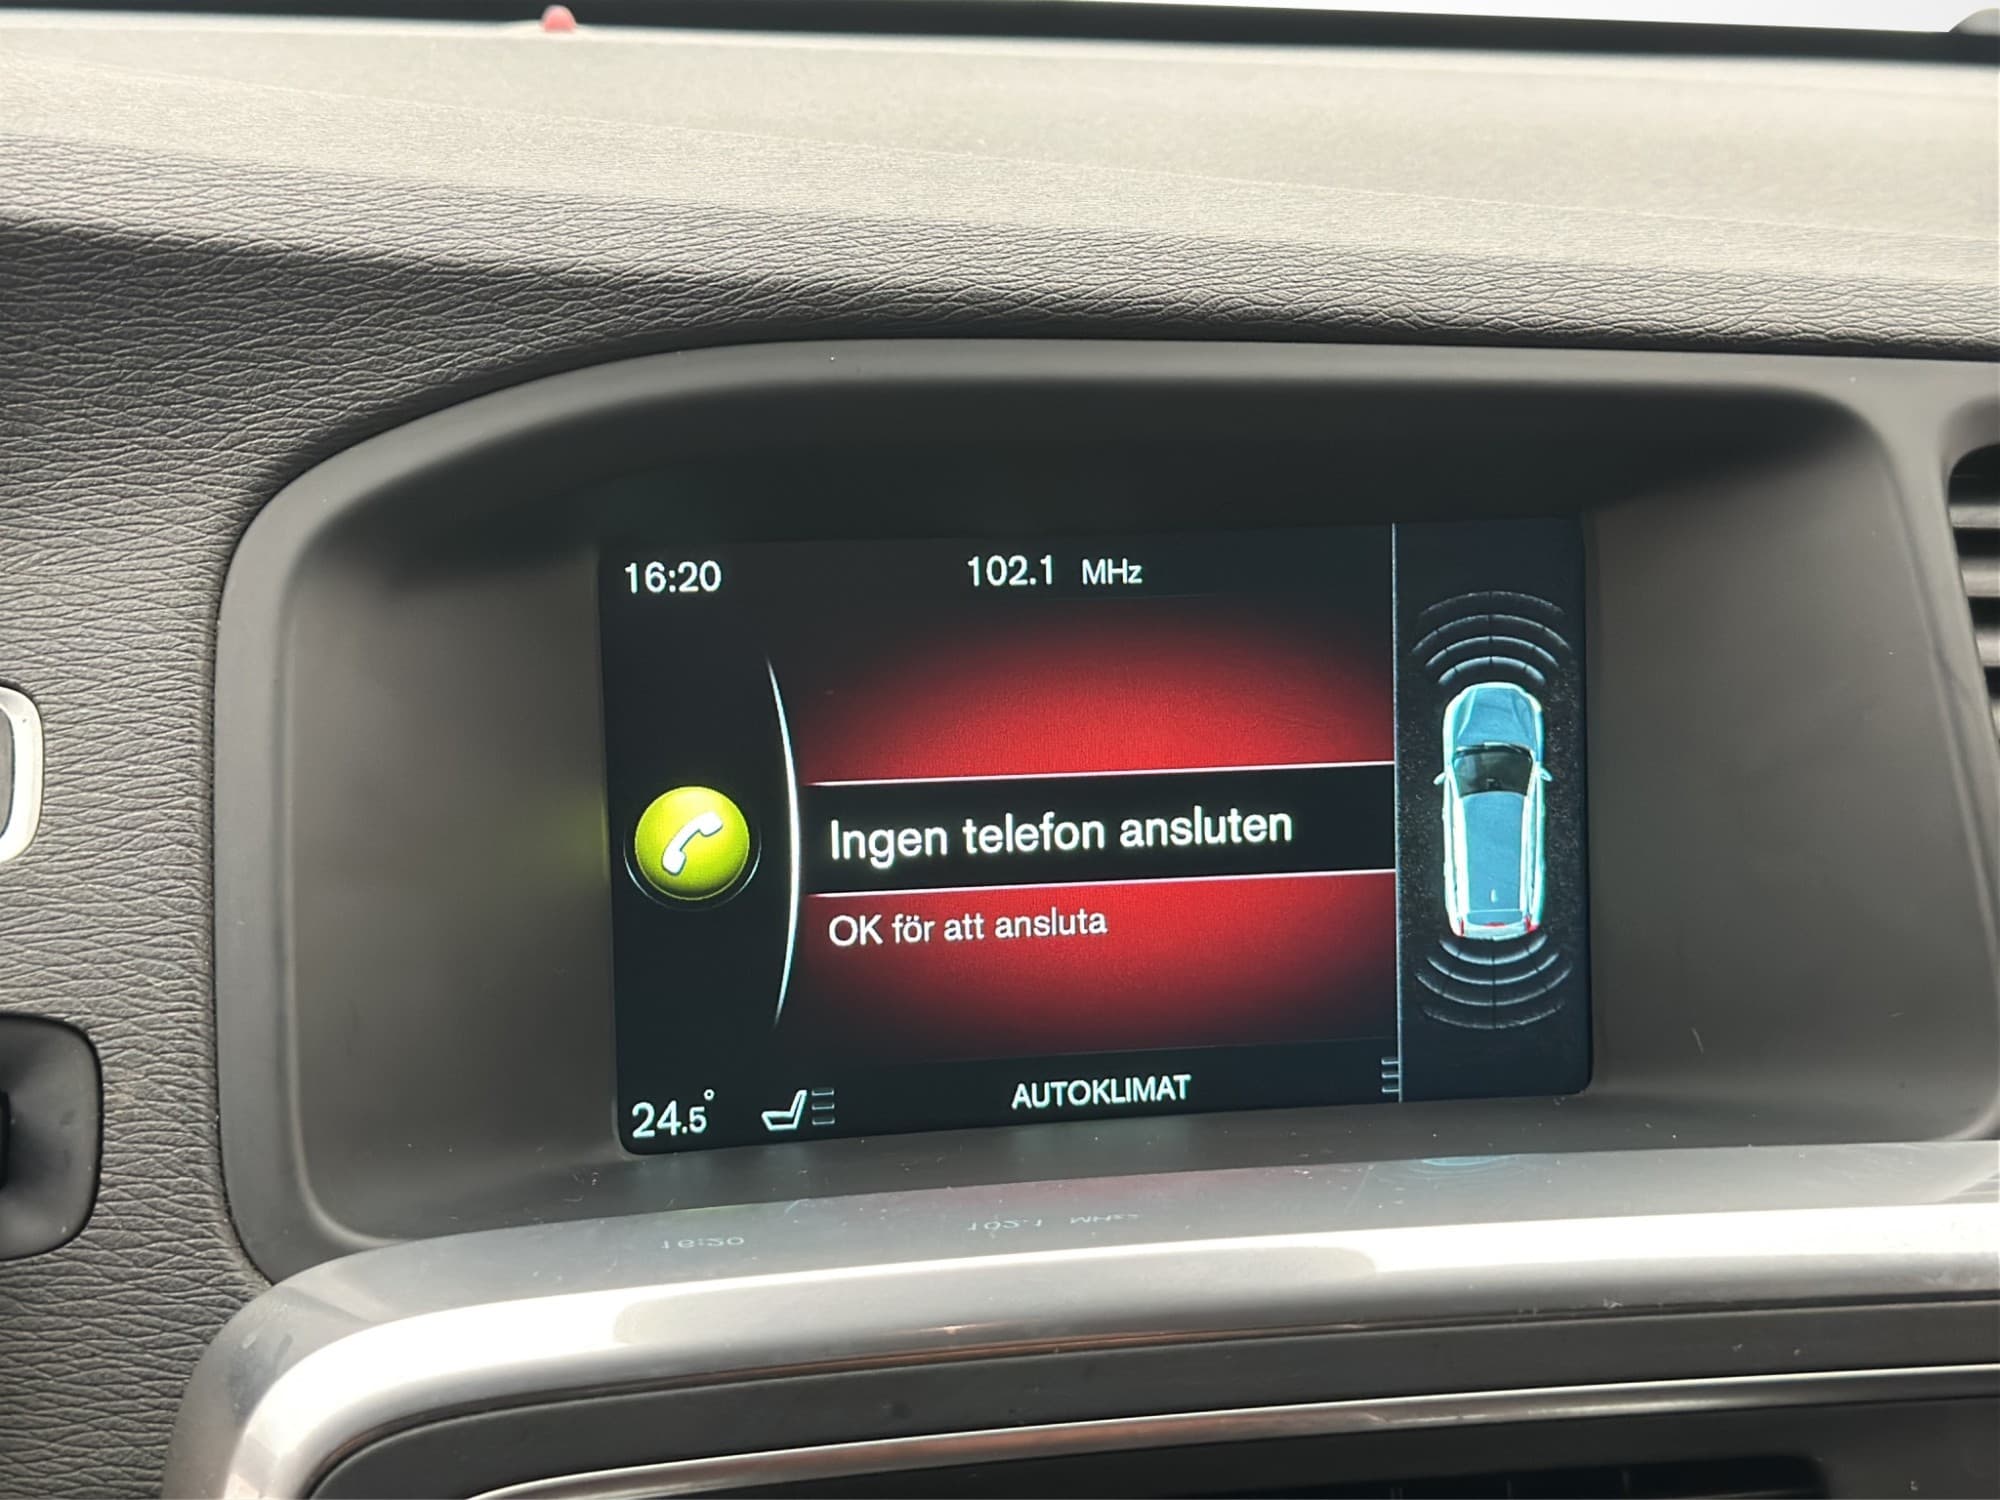 16:20
102.1 MHz
Ingen telefon ansluten
OK för att ansluta
24.5°
AUTOKLIMAT